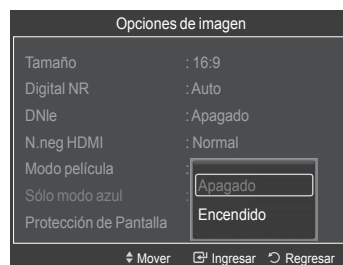 Opciones de imagen
Tamaño : 16:9
Digital NR : Auto
DNIe : Apagado
N.neg HDMI : Normal
Modo película :
Apagado
Sólo modo azul :
Encendido
Protección de Pantalla
Mover Ingresar Regresar